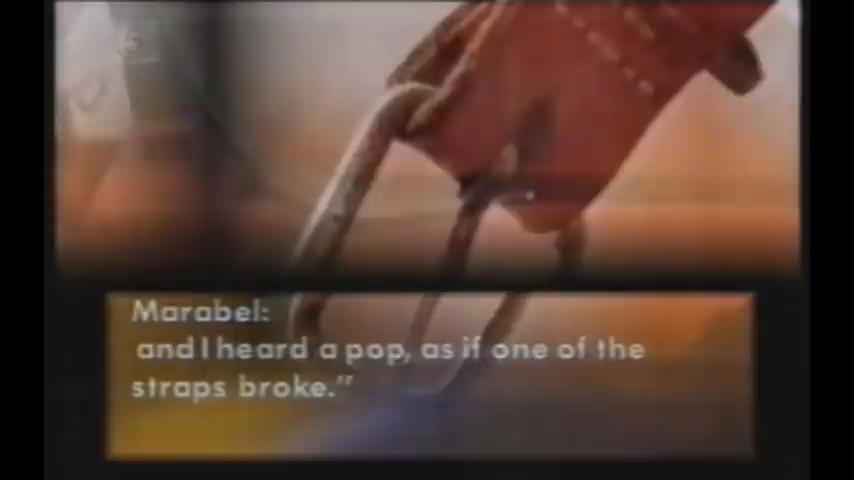 Marabel:
and I heard a pop, as if one of the
straps broke.”